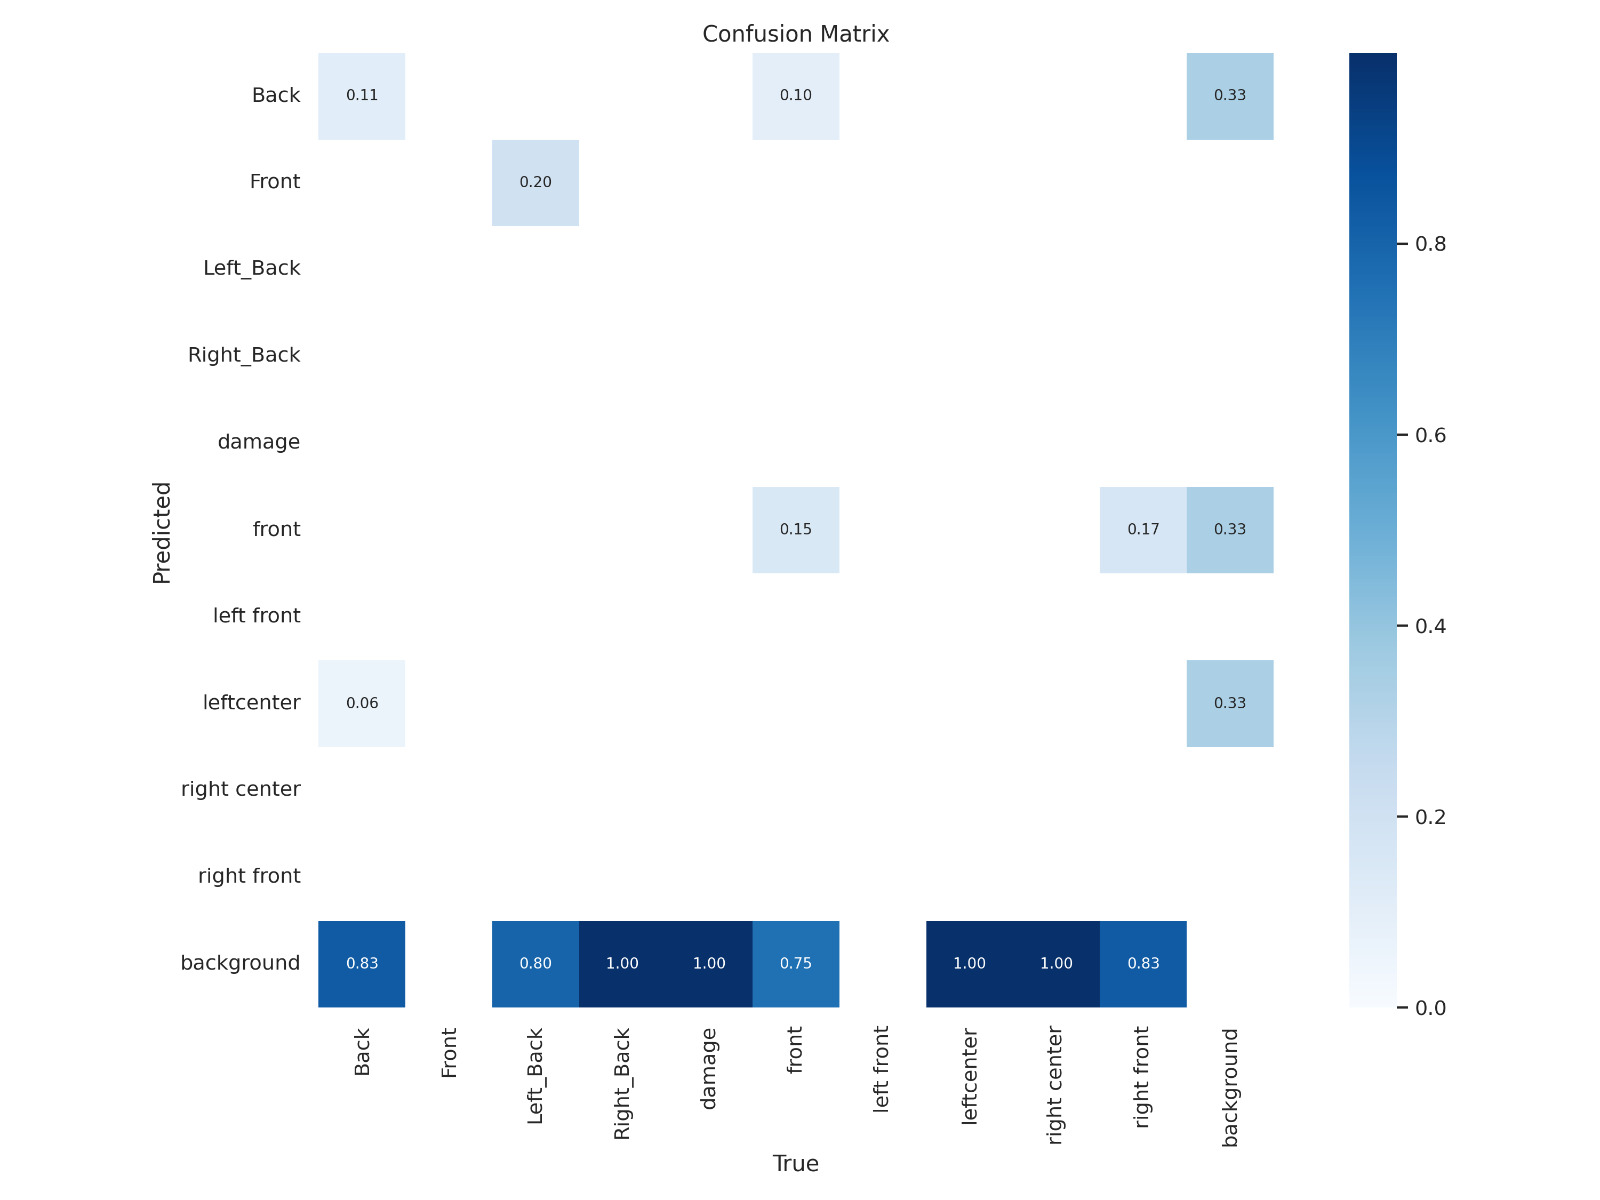 Confusion Matrix
Back 0.11 0.10 0.33
Front 0.20
Left_Back
Right_Back
damage
front 0.15 0.17 0.33
left front
leftcenter 0.06 0.33
right center
right front
background 0.83 0.80 1.00 1.00 0.75 1.00 1.00 0.83
Predicted
Back
Front
Left_Back
Right_Back
damage
front
left front
leftcenter
right center
right front
background
True
0.8
0.6
0.4
0.2
0.0